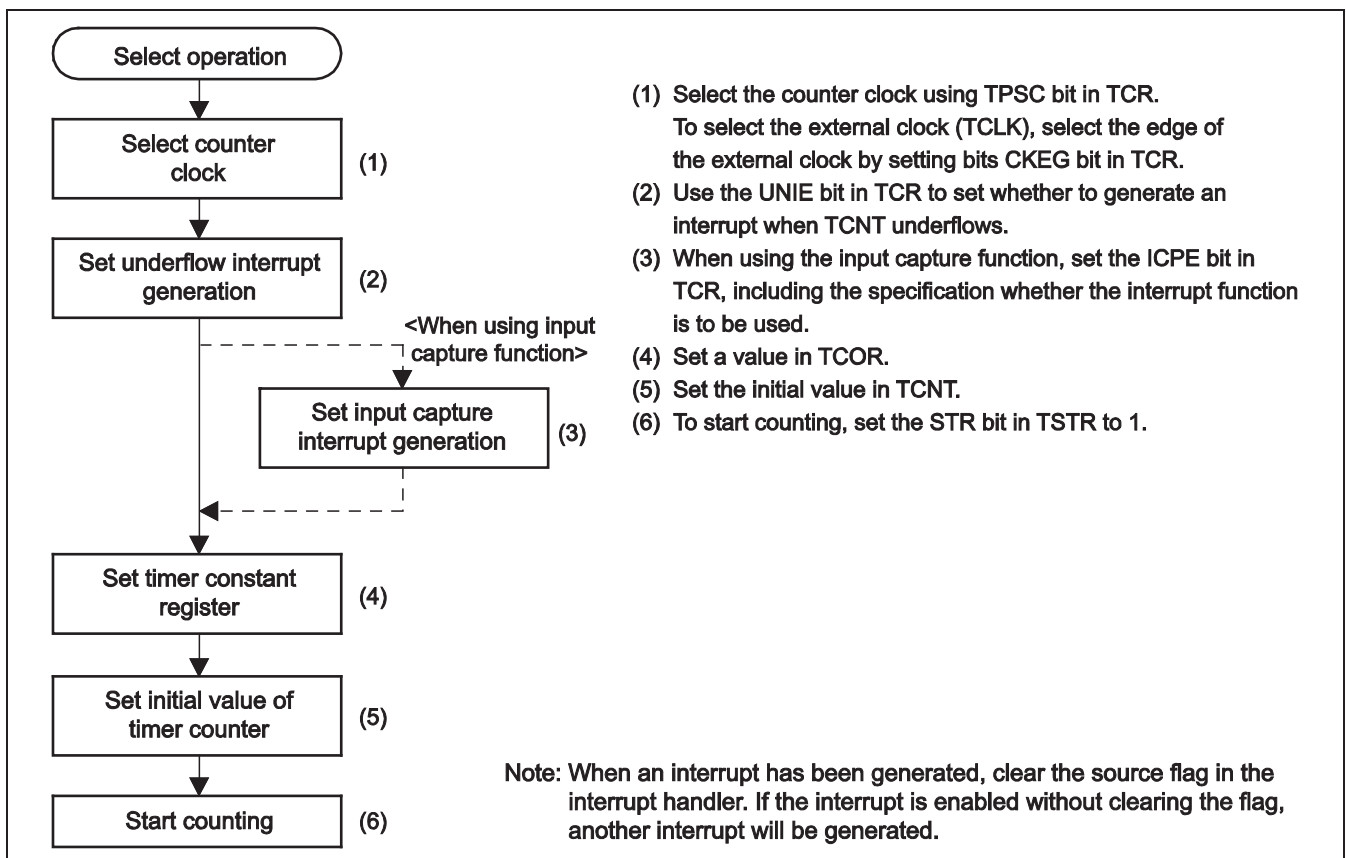 Select operation
Select counter
clock
(1)
Set underflow interrupt
generation
(2)
<When using input
capture function>
Set input capture
interrupt generation
(3)
Set timer constant
register
(4)
Set initial value of
timer counter
(5)
Start counting
(6)
(1) Select the counter clock using TPSC bit in TCR.
To select the external clock (TCLK), select the edge of
the external clock by setting bits CKEG bit in TCR.
(2) Use the UNIE bit in TCR to set whether to generate an
interrupt when TCNT underflows.
(3) When using the input capture function, set the ICPE bit in
TCR, including the specification whether the interrupt function
is to be used.
(4) Set a value in TCOR.
(5) Set the initial value in TCNT.
(6) To start counting, set the STR bit in TSTR to 1.
Note: When an interrupt has been generated, clear the source flag in the
interrupt handler. If the interrupt is enabled without clearing the flag,
another interrupt will be generated.